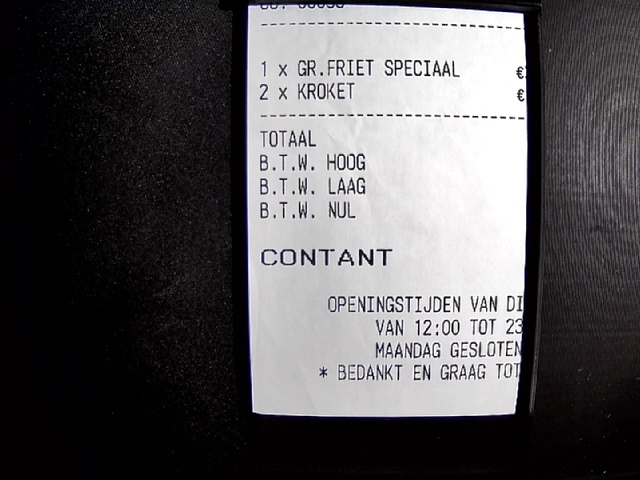 1 x GR.FRIET SPECIAAL €
2 x KROKET €
TOTAAL
B.T.W. HOOG
B.T.W. LAAG
B.T.W. NUL
CONTANT
OPENINGSTIJDEN VAN DI
VAN 12:00 TOT 23
MAANDAG GESLOTEN
* BEDANKT EN GRAAG TOT